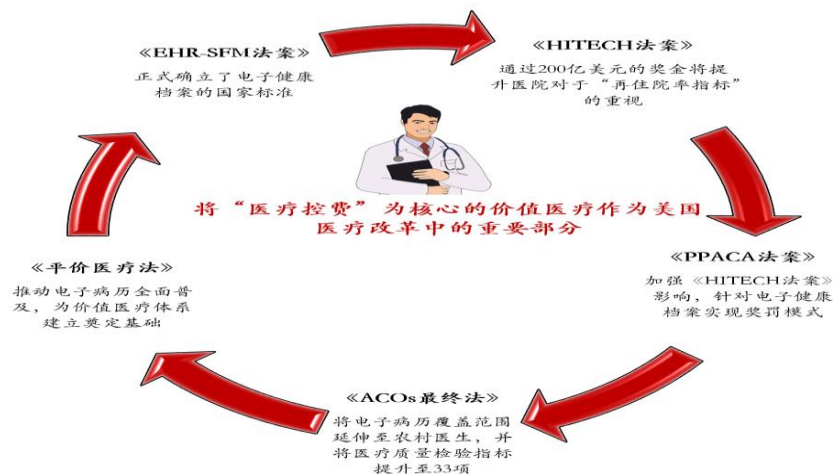 《EHR-SFM法案》
正式确立了电子健康
档案的国家标准
《HITECH法案》
通过200亿美元的奖金将提
升医院对于“再住院率指标”
的重视
将“医疗控费”为核心的价值医疗作为美国
医疗改革中的重要部分
《PPACA法案》
加强《HITECH法案》
影响，针对电子健康
档案实现奖罚模式
《平价医疗法》
推动电子病历全面普
及，为价值医疗体系
建立奠定基础
《ACOs最终法》
将电子病历覆盖范围
延伸至农村医生，并
将医疗质量检验指标
提升至33项